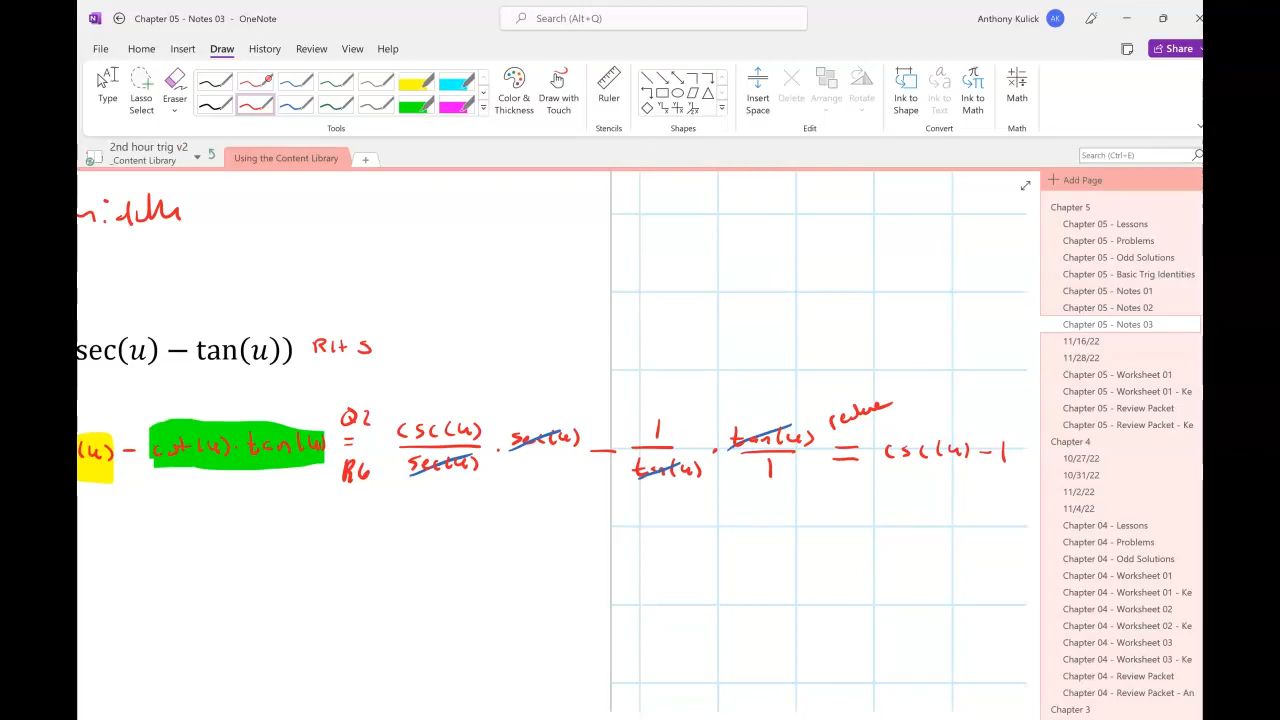 Chapter 05 - Notes 03 - OneNote
Search (Alt+Q)
Anthony Kulick AK
File Home Insert Draw History Review View Help Share
Type Lasso Select Eraser Color & Thickness Draw with Touch Ruler Insert Space Delete Arrange Rotate Ink to Shape Ink to Text Ink to Math Math
Tools Stencils Shapes Edit Convert Math
2nd hour trig v2
_Content Library
Using the Content Library
Search (Ctrl+E)
Add Page
sec(u) − tan(u)) RHS
(u) - cot(u) · tan(u) Q2 = R6 csc(u)/sec(u) · sec(u) - 1/tan(u) · tan(u)/1 reduce = csc(u) - 1
Chapter 5
Chapter 05 - Lessons
Chapter 05 - Problems
Chapter 05 - Odd Solutions
Chapter 05 - Basic Trig Identities
Chapter 05 - Notes 01
Chapter 05 - Notes 02
Chapter 05 - Notes 03
11/16/22
11/28/22
Chapter 05 - Worksheet 01
Chapter 05 - Worksheet 01 - Ke
Chapter 05 - Review Packet
Chapter 05 - Review Packet - Ke
Chapter 4
10/27/22
10/31/22
11/2/22
11/4/22
Chapter 04 - Lessons
Chapter 04 - Problems
Chapter 04 - Odd Solutions
Chapter 04 - Worksheet 01
Chapter 04 - Worksheet 01 - Ke
Chapter 04 - Worksheet 02
Chapter 04 - Worksheet 02 - Ke
Chapter 04 - Worksheet 03
Chapter 04 - Worksheet 03 - Ke
Chapter 04 - Review Packet
Chapter 04 - Review Packet - An
Chapter 3